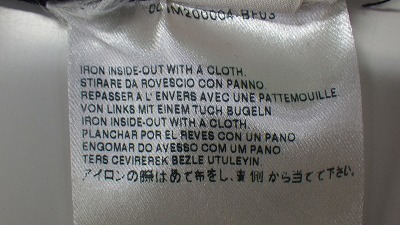 IRON INSIDE-OUT WITH A CLOTH.
STIRARE DA ROVESCIO CON PANNO
REPASSER A L' ENVERS AVEC UNE PATTEMOUILLE
VON LINKS MIT EINEM TUCH BUGELN
IRON INSIDE-OUT WITH A CLOTH.
PLANCHAR POR EL REVES CON UN PANO
ENGOMAR DO AVESSO COM UM PANO
TERS CEVIREREK BEZLE UTULEYIN.
アイロンの際はあて布をし、裏側から当てて下さい。